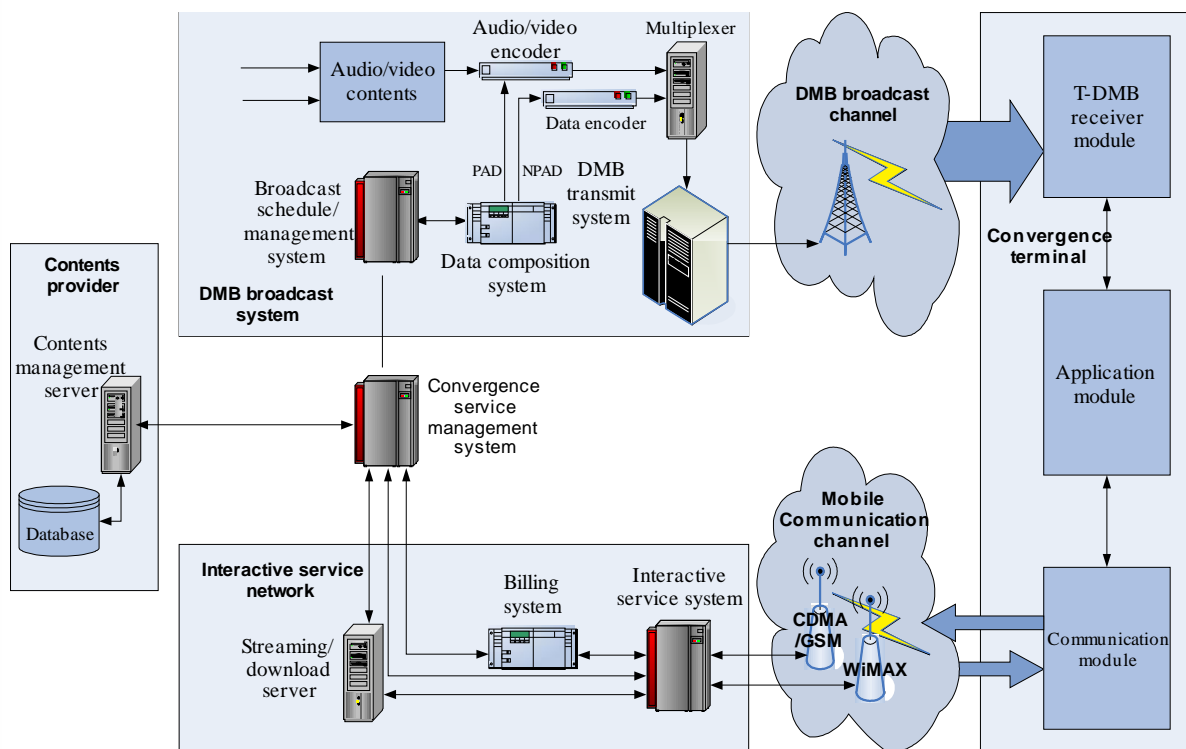 Audio/video
contents
Audio/video
encoder
Multiplexer
Data encoder
PAD
NPAD
DMB
transmit
system
Broadcast
schedule/
management
system
Data composition
system
DMB broadcast
system
DMB broadcast
channel
T-DMB
receiver
module
Convergence
terminal
Application
module
Communication
module
Contents
provider
Contents
management
server
Database
Convergence
service
management
system
Interactive service
network
Streaming/
download
server
Billing
system
Interactive
service system
Mobile
Communication
channel
CDMA
/GSM
WiMAX